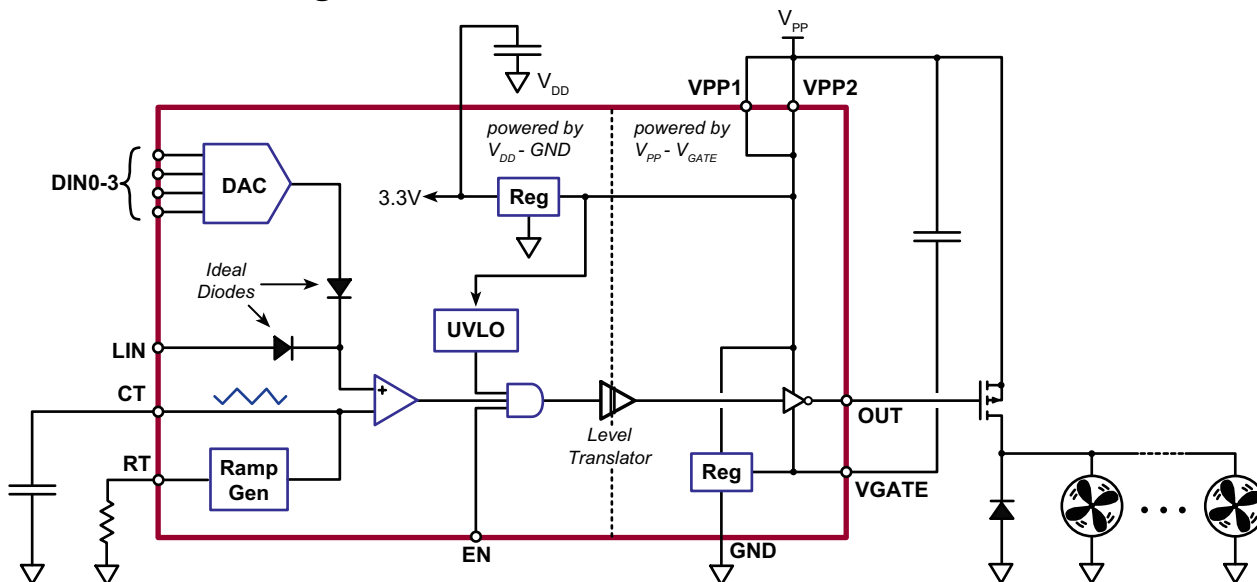 V_PP
V_DD
VPP1
VPP2
powered by
V_DD - GND
powered by
V_PP - V_GATE
DIN0-3
DAC
3.3V
Reg
Ideal
Diodes
UVLO
LIN
CT
+
OUT
Level
Translator
RT
Ramp
Gen
Reg
VGATE
EN
GND